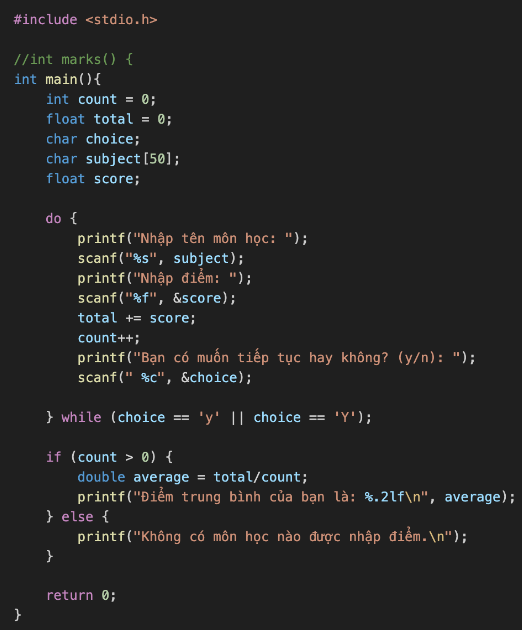 #include <stdio.h>

//int marks() {
int main(){
    int count = 0;
    float total = 0;
    char choice;
    char subject[50];
    float score;

    do {
        printf("Nhập tên môn học: ");
        scanf("%s", subject);
        printf("Nhập điểm: ");
        scanf("%f", &score);
        total += score;
        count++;
        printf("Bạn có muốn tiếp tục hay không? (y/n): ");
        scanf(" %c", &choice);

    } while (choice == 'y' || choice == 'Y');

    if (count > 0) {
        double average = total/count;
        printf("Điểm trung bình của bạn là: %.2lf\n", average);
    } else {
        printf("Không có môn học nào được nhập điểm.\n");
    }

    return 0;
}